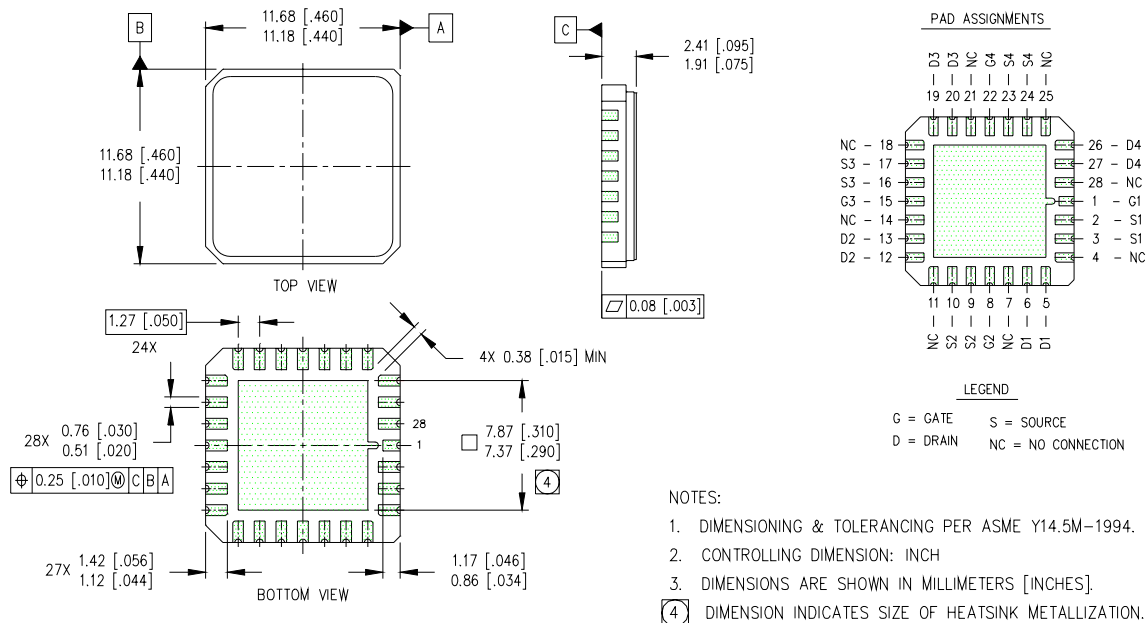 B
11.68 [.460]
11.18 [.440]
A
11.68 [.460]
11.18 [.440]
TOP VIEW
C
2.41 [.095]
1.91 [.075]
0.08 [.003]
PAD ASSIGNMENTS
D3 D3 NC G4 S4 S4 NC
19 20 21 22 23 24 25
NC - 18
S3 - 17
S3 - 16
G3 - 15
NC - 14
D2 - 13
D2 - 12
26 - D4
27 - D4
28 - NC
1 - G1
2 - S1
3 - S1
4 - NC
11 10 9 8 7 6 5
NC S2 S2 G2 NC D1 D1
LEGEND
G = GATE S = SOURCE
D = DRAIN NC = NO CONNECTION
1.27 [.050]
24X
4X 0.38 [.015] MIN
28X 0.76 [.030]
0.51 [.020]
⌖ 0.25 [.010] Ⓜ C B A
28
1
□ 7.87 [.310]
7.37 [.290]
4
27X 1.42 [.056]
1.12 [.044]
1.17 [.046]
0.86 [.034]
BOTTOM VIEW
NOTES:
1. DIMENSIONING & TOLERANCING PER ASME Y14.5M-1994.
2. CONTROLLING DIMENSION: INCH
3. DIMENSIONS ARE SHOWN IN MILLIMETERS [INCHES].
4 DIMENSION INDICATES SIZE OF HEATSINK METALLIZATION.